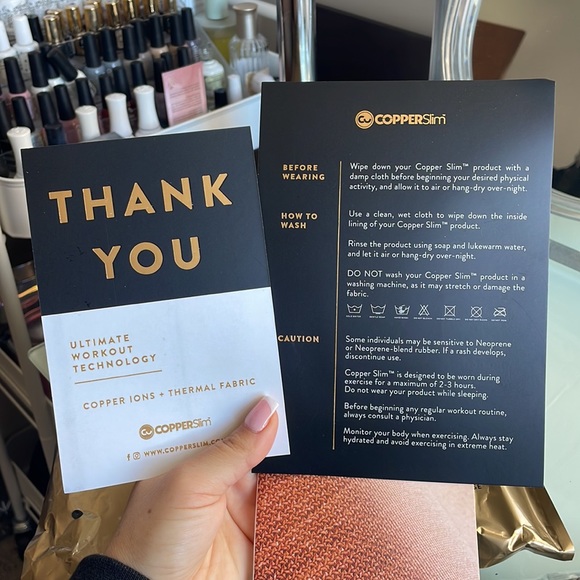 THANK
YOU
ULTIMATE
WORKOUT
TECHNOLOGY
COPPER IONS + THERMAL FABRIC
COPPERSlim
WWW.COPPERSLIM.
COPPERSlim™
BEFORE
WEARING
Wipe down your Copper Slim™ product with a
damp cloth before beginning your desired physical
activity, and allow it to air or hang-dry over-night.
HOW TO
WASH
Use a clean, wet cloth to wipe down the inside
lining of your Copper Slim™ product.
Rinse the product using soap and lukewarm water,
and let it air or hang-dry over-night.
DO NOT wash your Copper Slim™ product in a
washing machine, as it may stretch or damage the
fabric.
CAUTION
Some individuals may be sensitive to Neoprene
or Neoprene-blend rubber. If a rash develops,
discontinue use.
Copper Slim™ is designed to be worn during
exercise for a maximum of 2-3 hours.
Do not wear your product while sleeping.
Before beginning any regular workout routine,
always consult a physician.
Monitor your body when exercising. Always stay
hydrated and avoid exercising in extreme heat.